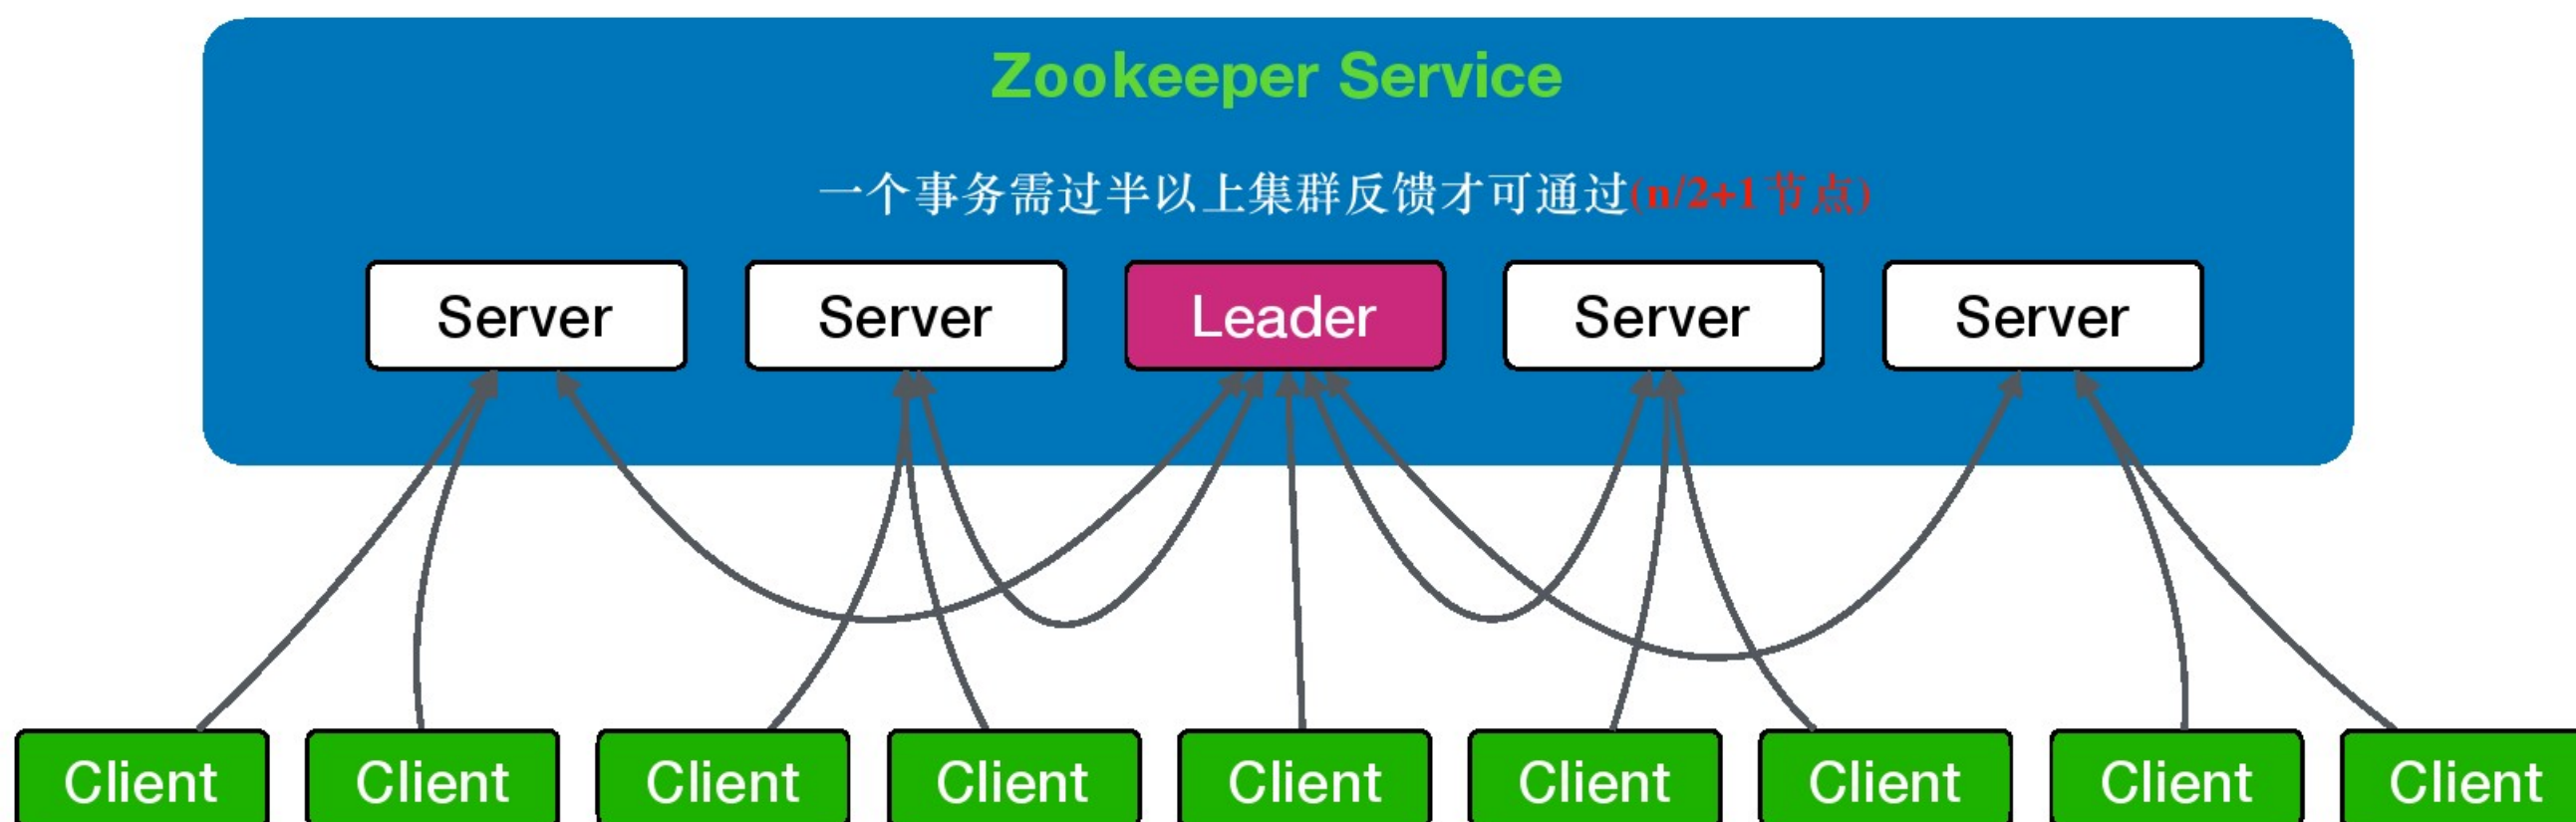 Zookeeper Service
一个事务需过半以上集群反馈才可通过(n/2+1节点)
Server Server Leader Server Server
Client Client Client Client Client Client Client Client Client